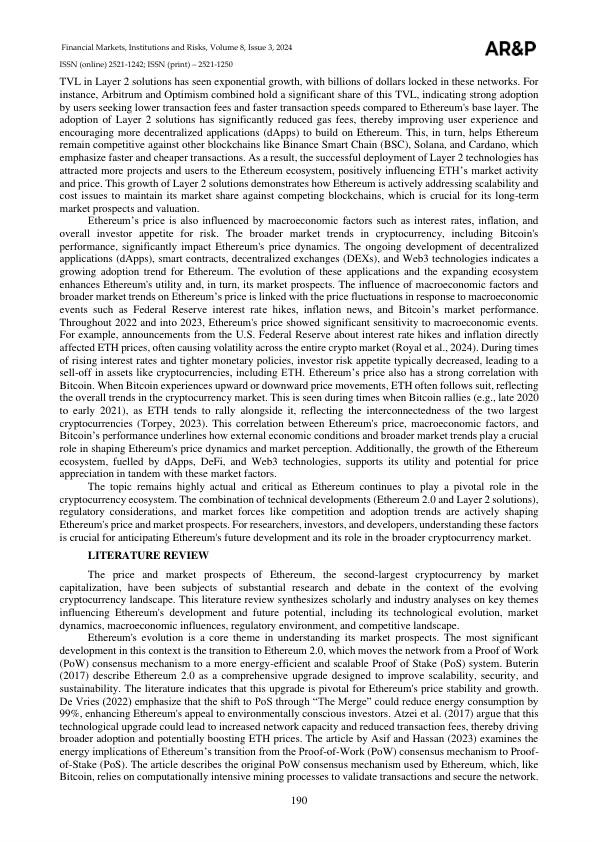 Financial Markets, Institutions and Risks, Volume 8, Issue 3, 2024
AR&P
ISSN (online) 2521-1242; ISSN (print) – 2521-1250
TVL in Layer 2 solutions has seen exponential growth, with billions of dollars locked in these networks. For
instance, Arbitrum and Optimism combined hold a significant share of this TVL, indicating strong adoption
by users seeking lower transaction fees and faster transaction speeds compared to Ethereum's base layer. The
adoption of Layer 2 solutions has significantly reduced gas fees, thereby improving user experience and
encouraging more decentralized applications (dApps) to build on Ethereum. This, in turn, helps Ethereum
remain competitive against other blockchains like Binance Smart Chain (BSC), Solana, and Cardano, which
emphasize faster and cheaper transactions. As a result, the successful deployment of Layer 2 technologies has
attracted more projects and users to the Ethereum ecosystem, positively influencing ETH’s market activity
and price. This growth of Layer 2 solutions demonstrates how Ethereum is actively addressing scalability and
cost issues to maintain its market share against competing blockchains, which is crucial for its long-term
market prospects and valuation.
Ethereum’s price is also influenced by macroeconomic factors such as interest rates, inflation, and
overall investor appetite for risk. The broader market trends in cryptocurrency, including Bitcoin's
performance, significantly impact Ethereum's price dynamics. The ongoing development of decentralized
applications (dApps), smart contracts, decentralized exchanges (DEXs), and Web3 technologies indicates a
growing adoption trend for Ethereum. The evolution of these applications and the expanding ecosystem
enhances Ethereum's utility and, in turn, its market prospects. The influence of macroeconomic factors and
broader market trends on Ethereum’s price is linked with the price fluctuations in response to macroeconomic
events such as Federal Reserve interest rate hikes, inflation news, and Bitcoin’s market performance.
Throughout 2022 and into 2023, Ethereum's price showed significant sensitivity to macroeconomic events.
For example, announcements from the U.S. Federal Reserve about interest rate hikes and inflation directly
affected ETH prices, often causing volatility across the entire crypto market (Royal et al., 2024). During times
of rising interest rates and tighter monetary policies, investor risk appetite typically decreased, leading to a
sell-off in assets like cryptocurrencies, including ETH. Ethereum’s price also has a strong correlation with
Bitcoin. When Bitcoin experiences upward or downward price movements, ETH often follows suit, reflecting
the overall trends in the cryptocurrency market. This is seen during times when Bitcoin rallies (e.g., late 2020
to early 2021), as ETH tends to rally alongside it, reflecting the interconnectedness of the two largest
cryptocurrencies (Torpey, 2023). This correlation between Ethereum's price, macroeconomic factors, and
Bitcoin’s performance underlines how external economic conditions and broader market trends play a crucial
role in shaping Ethereum's price dynamics and market perception. Additionally, the growth of the Ethereum
ecosystem, fuelled by dApps, DeFi, and Web3 technologies, supports its utility and potential for price
appreciation in tandem with these market factors.
The topic remains highly actual and critical as Ethereum continues to play a pivotal role in the
cryptocurrency ecosystem. The combination of technical developments (Ethereum 2.0 and Layer 2 solutions),
regulatory considerations, and market forces like competition and adoption trends are actively shaping
Ethereum's price and market prospects. For researchers, investors, and developers, understanding these factors
is crucial for anticipating Ethereum's future development and its role in the broader cryptocurrency market.
LITERATURE REVIEW
The price and market prospects of Ethereum, the second-largest cryptocurrency by market
capitalization, have been subjects of substantial research and debate in the context of the evolving
cryptocurrency landscape. This literature review synthesizes scholarly and industry analyses on key themes
influencing Ethereum's development and future potential, including its technological evolution, market
dynamics, macroeconomic influences, regulatory environment, and competitive landscape.
Ethereum's evolution is a core theme in understanding its market prospects. The most significant
development in this context is the transition to Ethereum 2.0, which moves the network from a Proof of Work
(PoW) consensus mechanism to a more energy-efficient and scalable Proof of Stake (PoS) system. Buterin
(2017) describe Ethereum 2.0 as a comprehensive upgrade designed to improve scalability, security, and
sustainability. The literature indicates that this upgrade is pivotal for Ethereum's price stability and growth.
De Vries (2022) emphasize that the shift to PoS through “The Merge” could reduce energy consumption by
99%, enhancing Ethereum's appeal to environmentally conscious investors. Atzei et al. (2017) argue that this
technological upgrade could lead to increased network capacity and reduced transaction fees, thereby driving
broader adoption and potentially boosting ETH prices. The article by Asif and Hassan (2023) examines the
energy implications of Ethereum’s transition from the Proof-of-Work (PoW) consensus mechanism to Proof-
of-Stake (PoS). The article describes the original PoW consensus mechanism used by Ethereum, which, like
Bitcoin, relies on computationally intensive mining processes to validate transactions and secure the network.
190